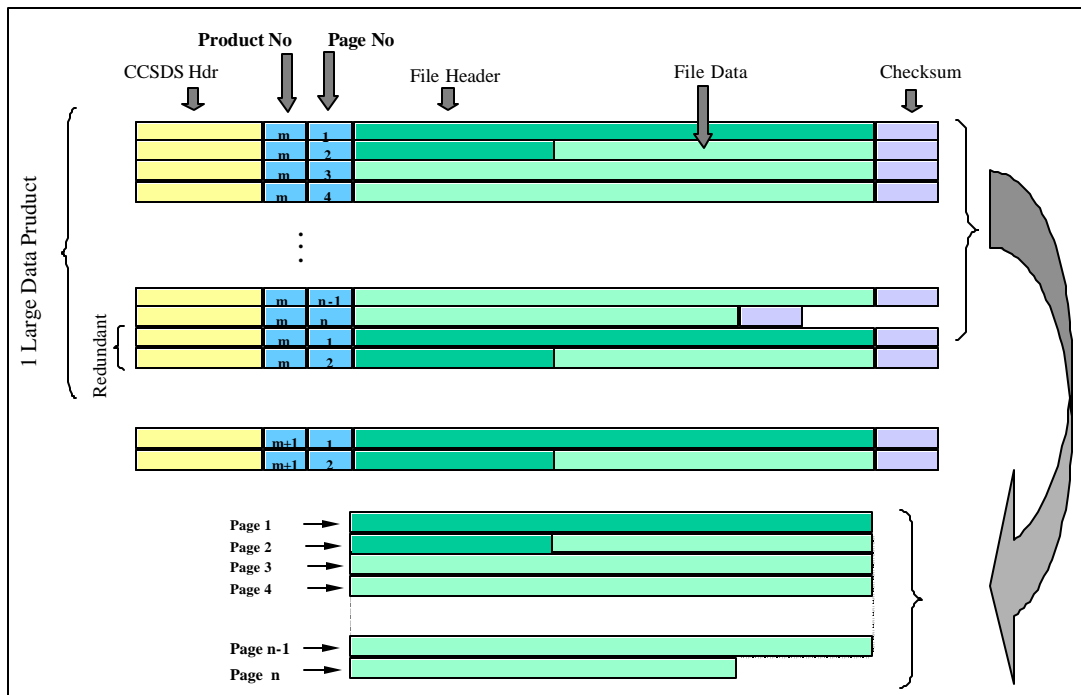 Product No
Page No
CCSDS Hdr
File Header
File Data
Checksum
1 Large Data Pruduct
m 1
m 2
m 3
m 4
...
m n-1
m n
Redundant
m 1
m 2
m+1 1
m+1 2
Page 1
Page 2
Page 3
Page 4
Page n-1
Page n